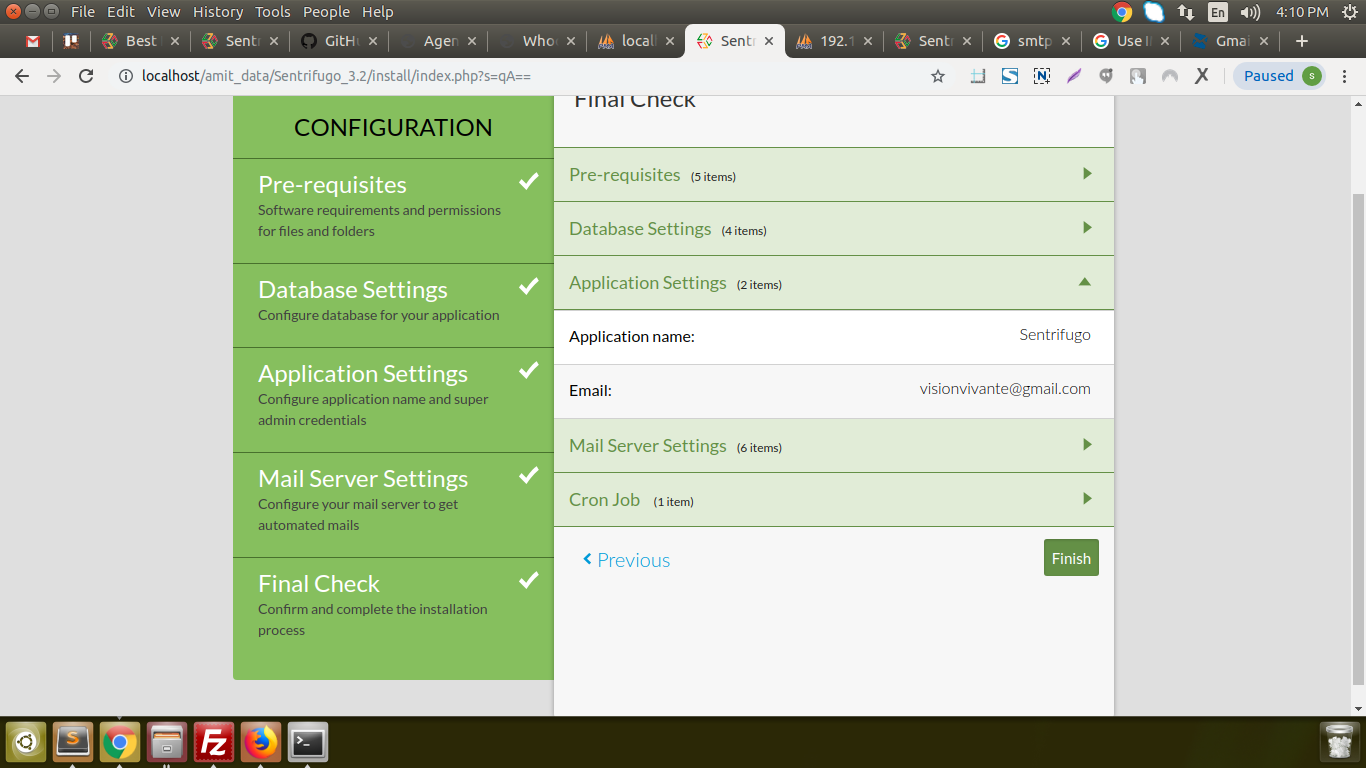 File Edit View History Tools People Help
En 4:10 PM
Best
Sentr
GitHu
Agen
Whoo
locall
Sentr
192.1
Sentr
smtp
Use I
Gmai
localhost/amit_data/Sentrifugo_3.2/install/index.php?s=qA==
Paused
s
CONFIGURATION
Pre-requisites
Software requirements and permissions
for files and folders
Database Settings
Configure database for your application
Application Settings
Configure application name and super
admin credentials
Mail Server Settings
Configure your mail server to get
automated mails
Final Check
Confirm and complete the installation
process
Final Check
Pre-requisites (5 items)
Database Settings (4 items)
Application Settings (2 items)
Application name: Sentrifugo
Email: visionvivante@gmail.com
Mail Server Settings (6 items)
Cron Job (1 item)
Previous
Finish